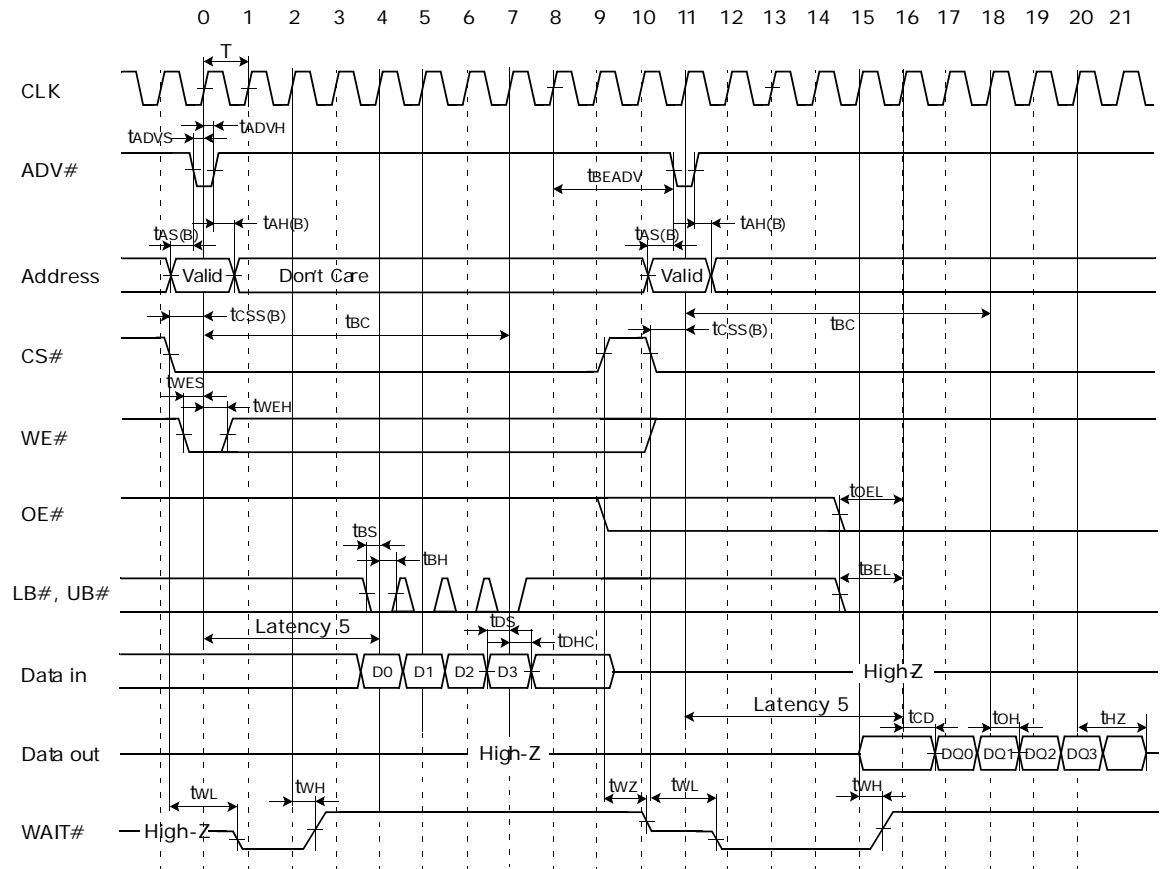 0 1 2 3 4 5 6 7 8 9 10 11 12 13 14 15 16 17 18 19 20 21
T
CLK
tADVH
tADVS
ADV#
tBEADV
tAH(B) tAH(B)
tAS(B) tAS(B)
Address Valid Don't Care Valid
tCSS(B) tBC tCSS(B) tBC
CS#
tWES
tWEH
WE#
tOEL
OE#
tBS
tBH
tBEL
LB#, UB#
Latency 5 tDS
tDHC
Data in D0 D1 D2 D3 High-Z
Latency 5 tCD tOH tHZ
Data out High-Z DQ0 DQ1 DQ2 DQ3
tWL tWH tWZ tWL tWH
WAIT# High-Z